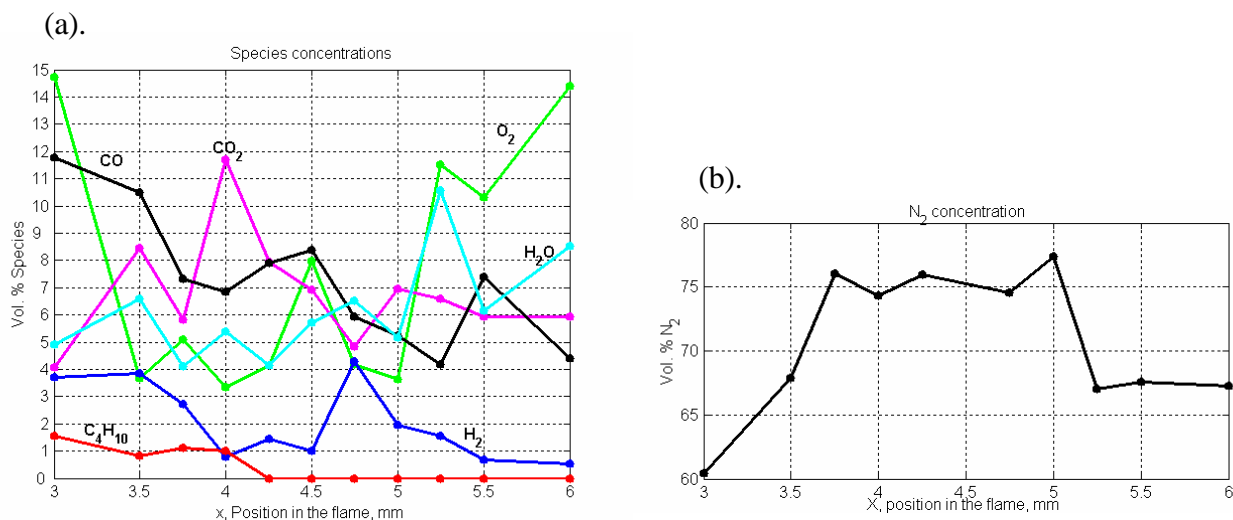 (a).
Species concentrations
15
14
13
12
11
10
9
8
7
6
5
4
3
2
1
0
Vol. % Species
CO
CO2
O2
H2O
C4H10
H2
3 3.5 4 4.5 5 5.5 6
x, Position in the flame, mm
(b).
N2 concentration
80
75
70
65
60
Vol. % N2
3 3.5 4 4.5 5 5.5 6
X, position in the flame, mm